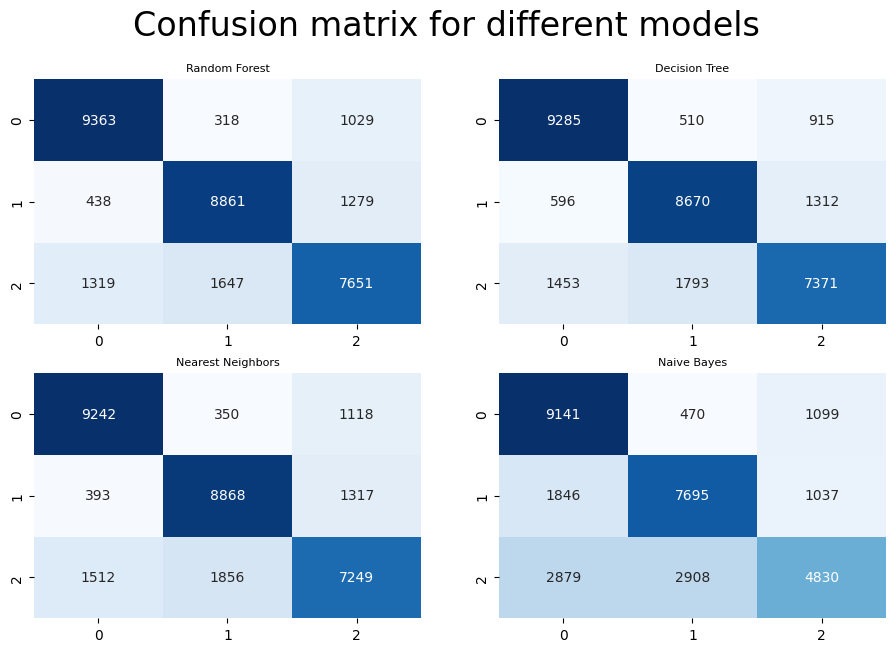 Confusion matrix for different models
Random Forest
0 9363 318 1029
1 438 8861 1279
2 1319 1647 7651
0 1 2
Decision Tree
0 9285 510 915
1 596 8670 1312
2 1453 1793 7371
0 1 2
Nearest Neighbors
0 9242 350 1118
1 393 8868 1317
2 1512 1856 7249
0 1 2
Naive Bayes
0 9141 470 1099
1 1846 7695 1037
2 2879 2908 4830
0 1 2